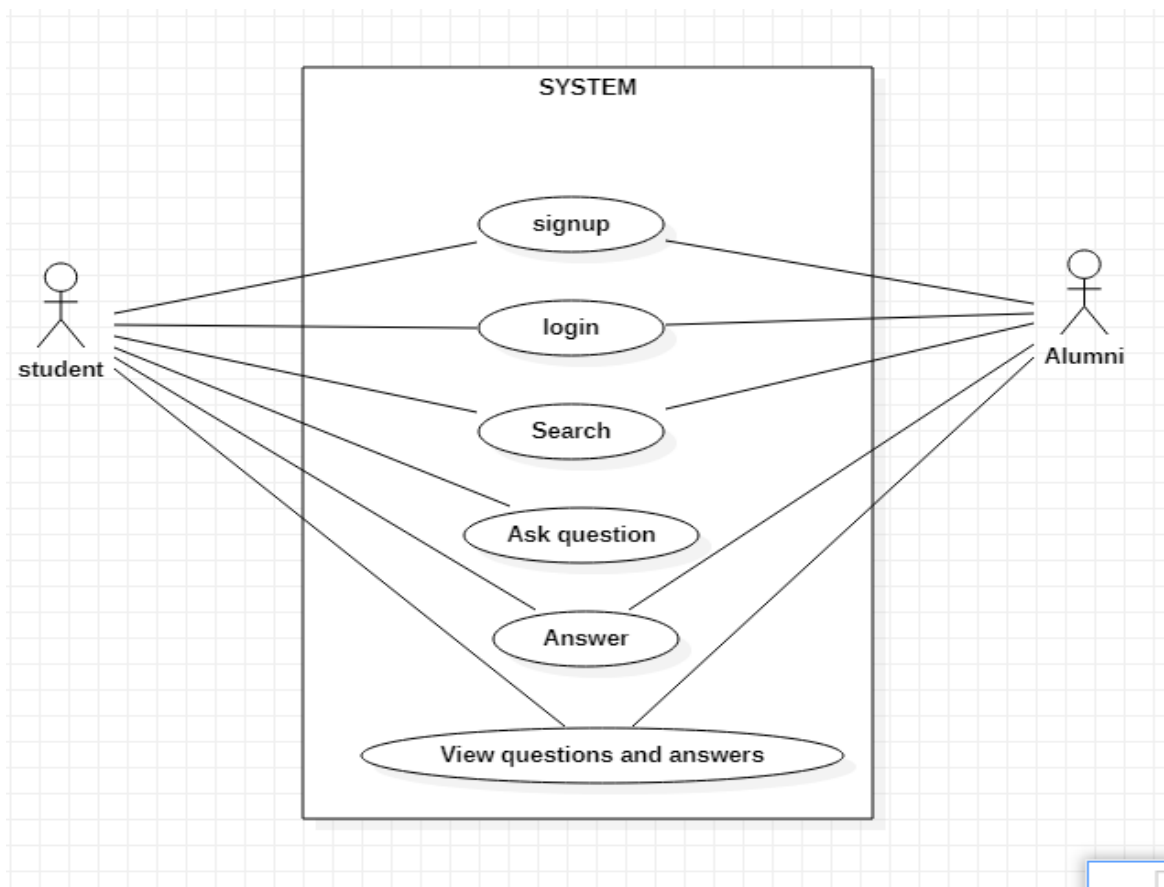 SYSTEM
signup
login
student
Alumni
Search
Ask question
Answer
View questions and answers